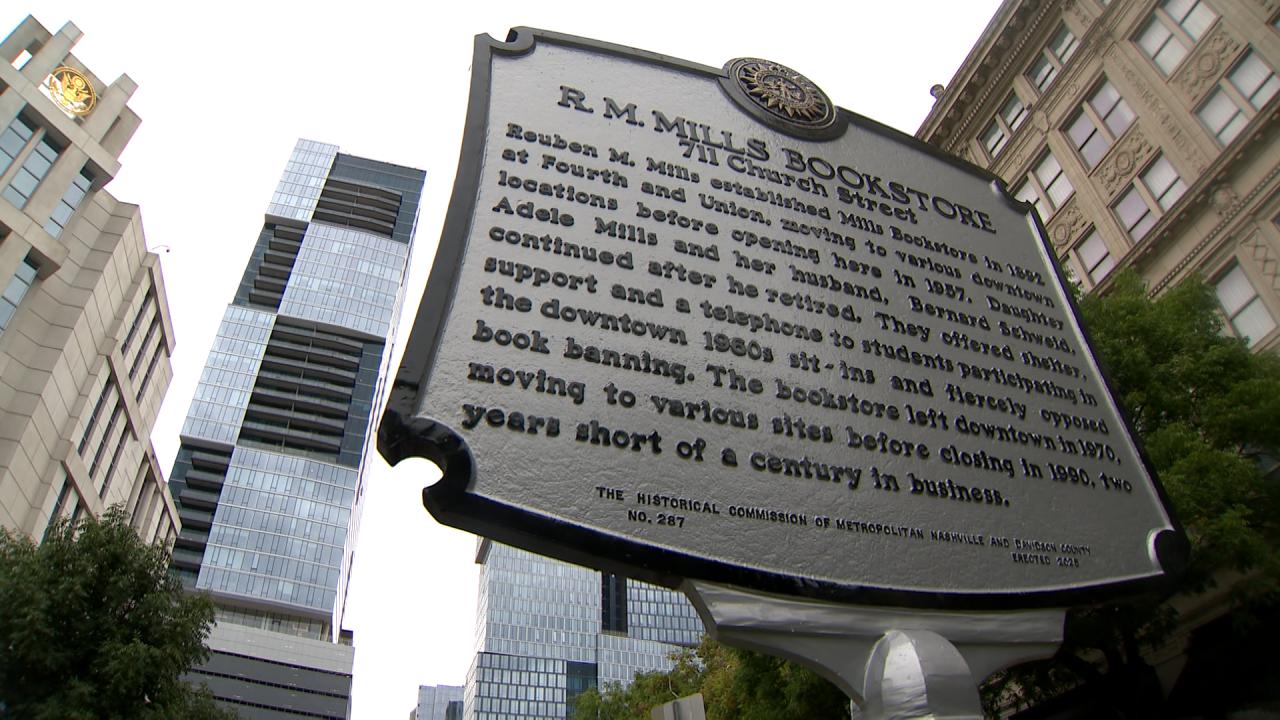 R. M. MILLS BOOKSTORE
711 Church Street
Reuben M. Mills established Mills Bookstore in 1892
at Fourth and Union, moving to various downtown
locations before opening here in 1957. Daughter
Adele Mills and her husband, Bernard Schweid,
continued after he retired. They offered shelter,
support and a telephone to students participating in
the downtown 1960s sit-ins and fiercely opposed
book banning. The bookstore left downtown in 1970,
moving to various sites before closing in 1990, two
years short of a century in business.
THE HISTORICAL COMMISSION OF METROPOLITAN NASHVILLE AND DAVIDSON COUNTY
NO. 287
ERECTED 2025